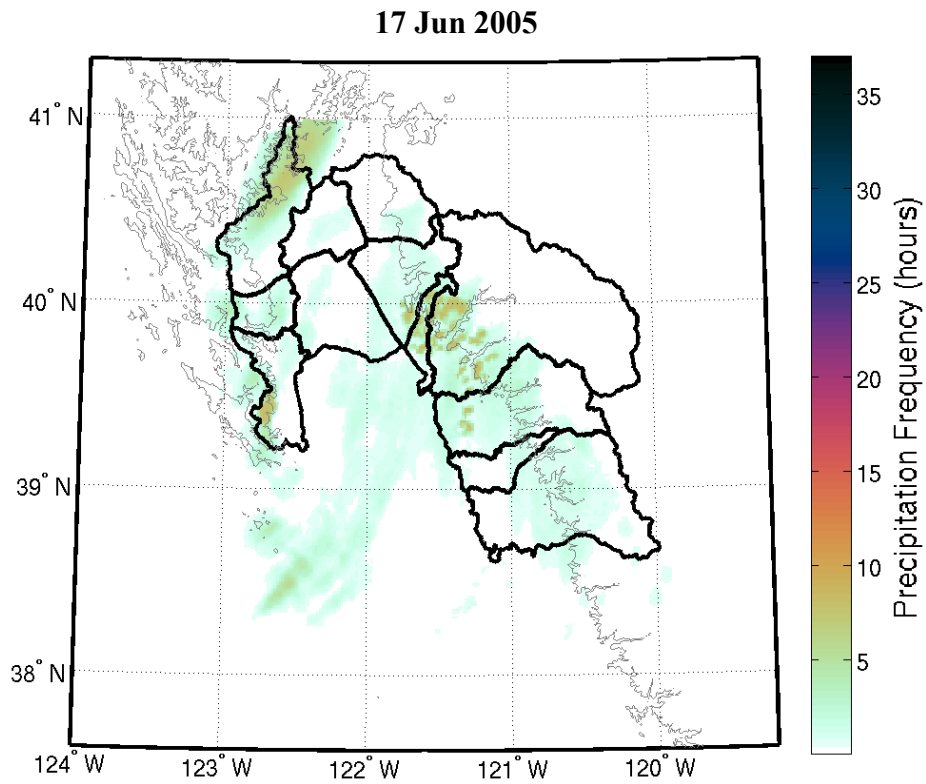 17 Jun 2005
41° N
40° N
39° N
38° N
124° W
123° W
122° W
121° W
120° W
35
30
25
20
15
10
5
Precipitation Frequency (hours)